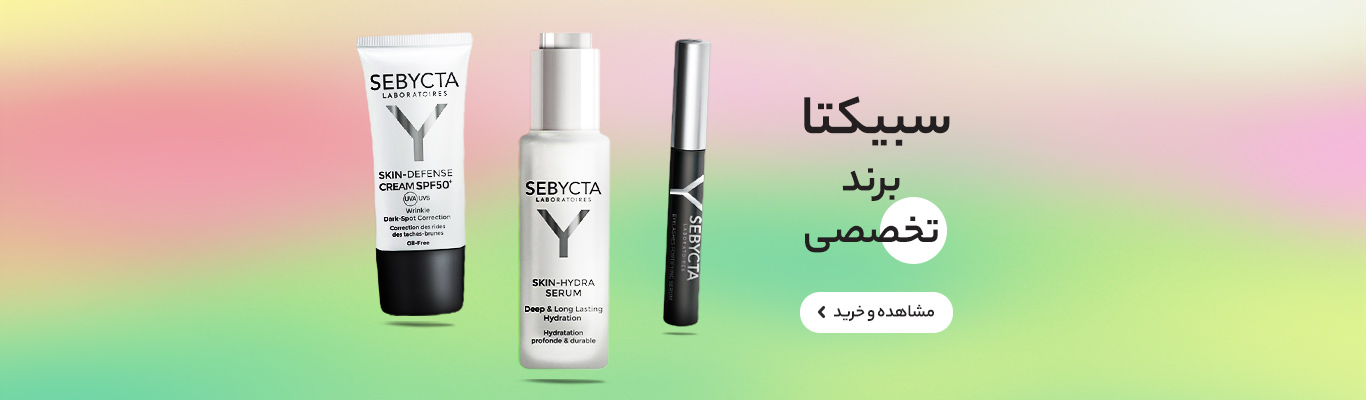 SEBYCTA
LABORATOIRES
Y
SKIN-DEFENSE
CREAM SPF50+
UVA UVB
Wrinkle
Dark-Spot Correction
Correction des rides
des taches-brunes
Oil-Free
SEBYCTA
LABORATOIRES
Y
SKIN-HYDRA
SERUM
Deep & Long Lasting
Hydration
Hydratation
profonde & durable
Y SEBYCTA
LABORATOIRES
سبیکتا
برند
تخصصی
مشاهده و خرید